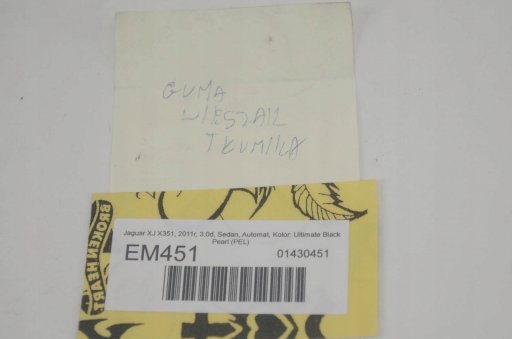 GUMA
WIESZAK
TŁUMIKA
Jaguar XJ X351, 2011r, 3.0d, Sedan, Automat, Kolor: Ultimate Black
Pearl (PEL)
EM451
01430451
BROKEN HEART